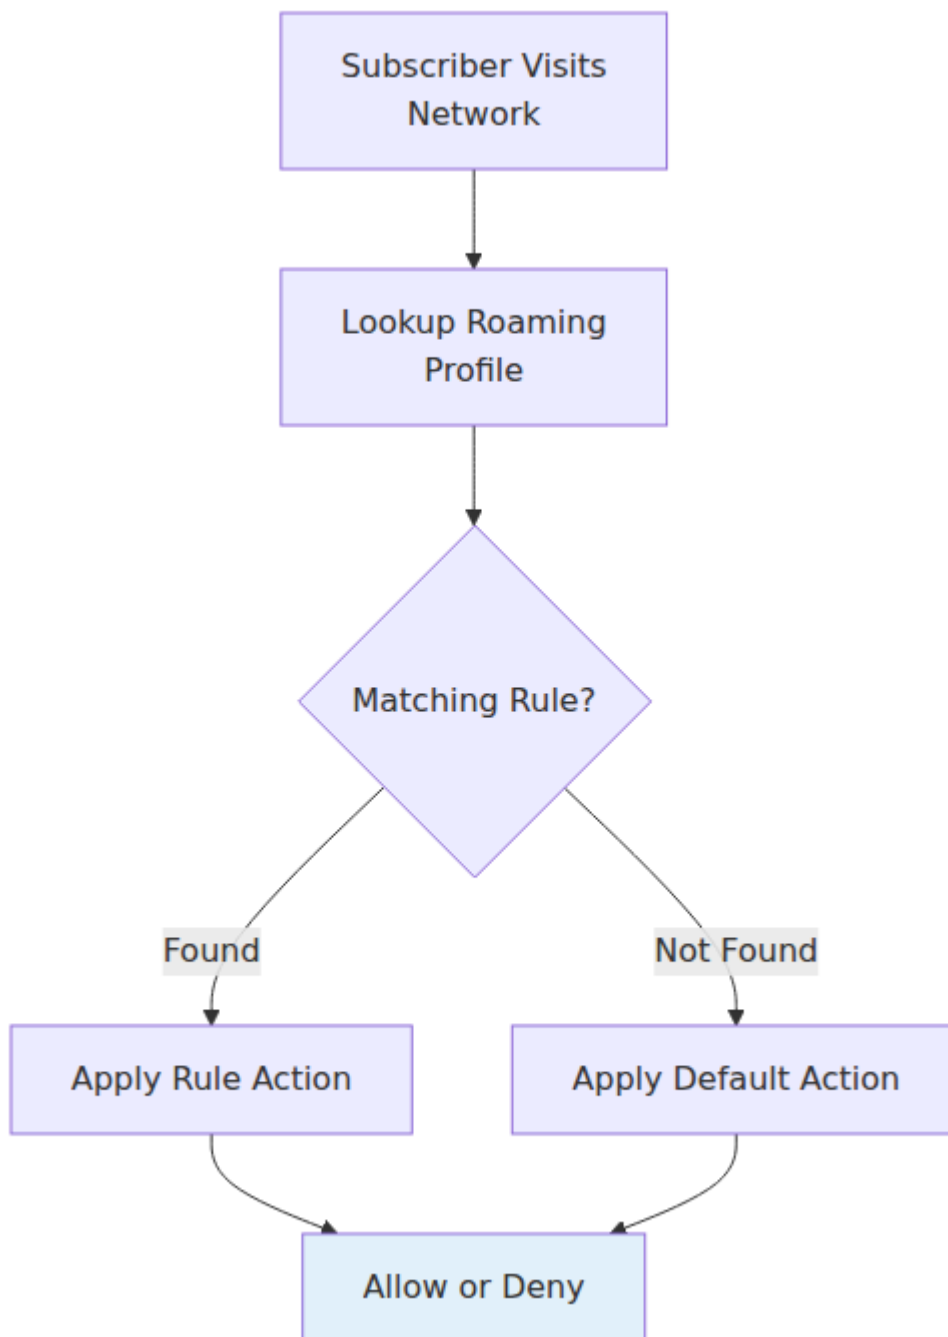 Subscriber Visits
Network
Lookup Roaming
Profile
Matching Rule?
Found
Not Found
Apply Rule Action
Apply Default Action
Allow or Deny